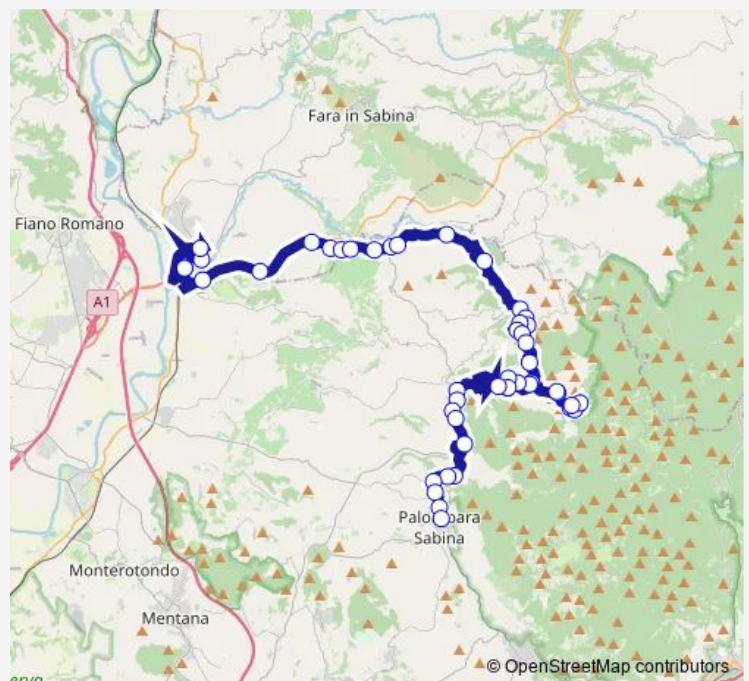 Fara in Sabina
Fiano Romano
A1
Palombara
Sabina
Monterotondo
Mentana
© OpenStreetMap contributors